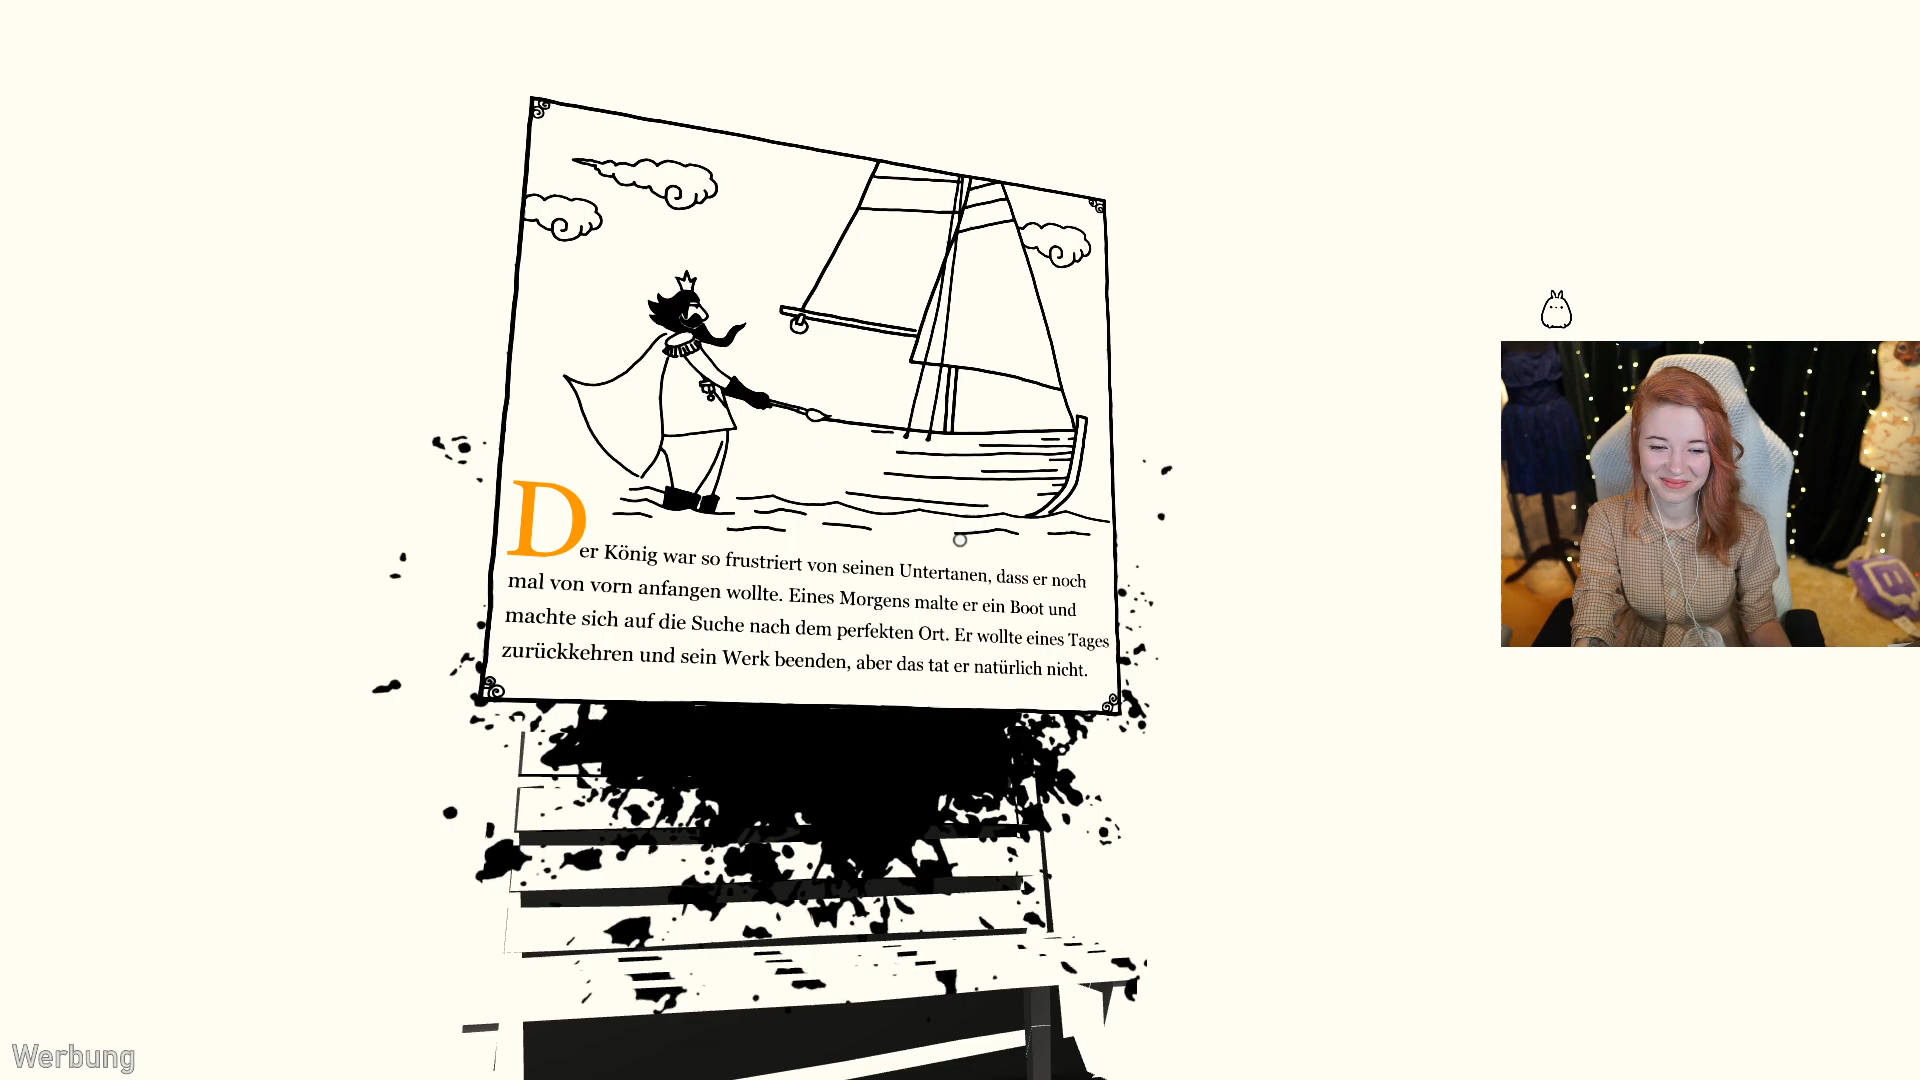 Der König war so frustriert von seinen Untertanen, dass er noch
mal von vorn anfangen wollte. Eines Morgens malte er ein Boot und
machte sich auf die Suche nach dem perfekten Ort. Er wollte eines Tages
zurückkehren und sein Werk beenden, aber das tat er natürlich nicht.
Werbung